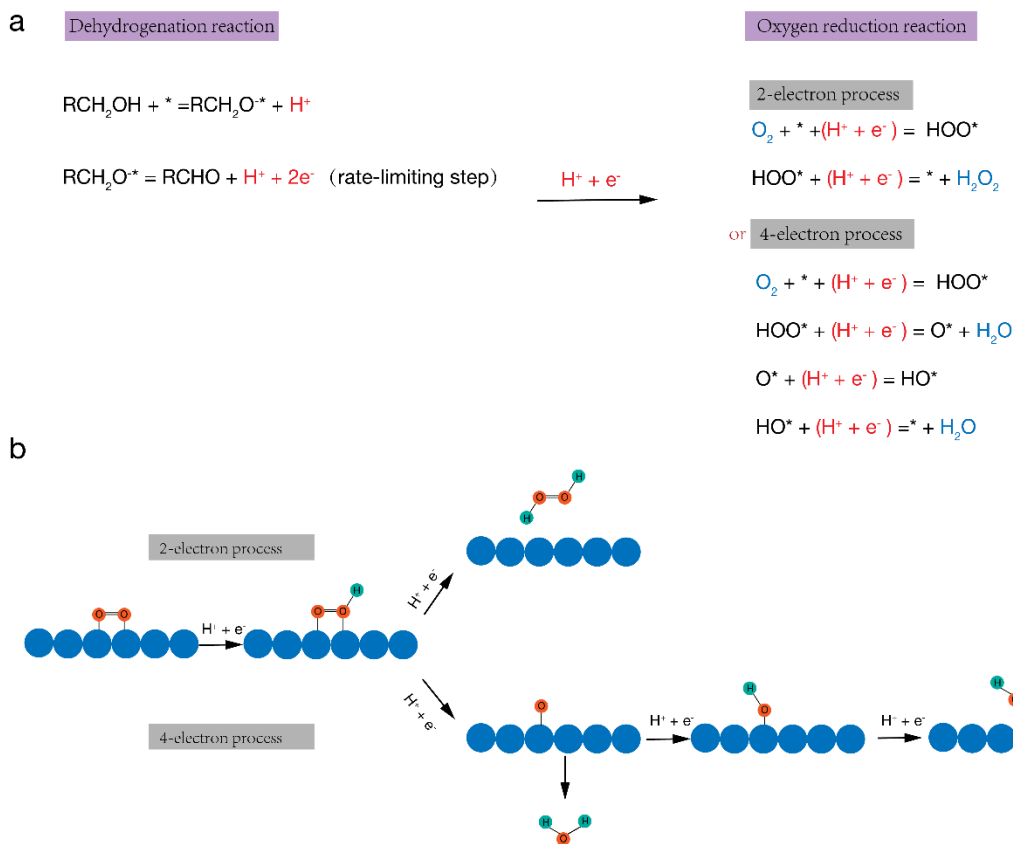 a
Dehydrogenation reaction
RCH₂OH + * =RCH₂O⁻* + H⁺
RCH₂O⁻* = RCHO + H⁺ + 2e⁻ (rate-limiting step)
H⁺ + e⁻
Oxygen reduction reaction
2-electron process
O₂ + * +(H⁺ + e⁻) = HOO*
HOO* + (H⁺ + e⁻) = * + H₂O₂
or 4-electron process
O₂ + * + (H⁺ + e⁻) = HOO*
HOO* + (H⁺ + e⁻) = O* + H₂O
O* + (H⁺ + e⁻) = HO*
HO* + (H⁺ + e⁻) =* + H₂O
b
2-electron process
O O
H⁺ + e⁻
O O H
H⁺ + e⁻
H O O H
4-electron process
H⁺ + e⁻
O
H⁺ + e⁻
H O
H⁺ + e⁻
H
H O H